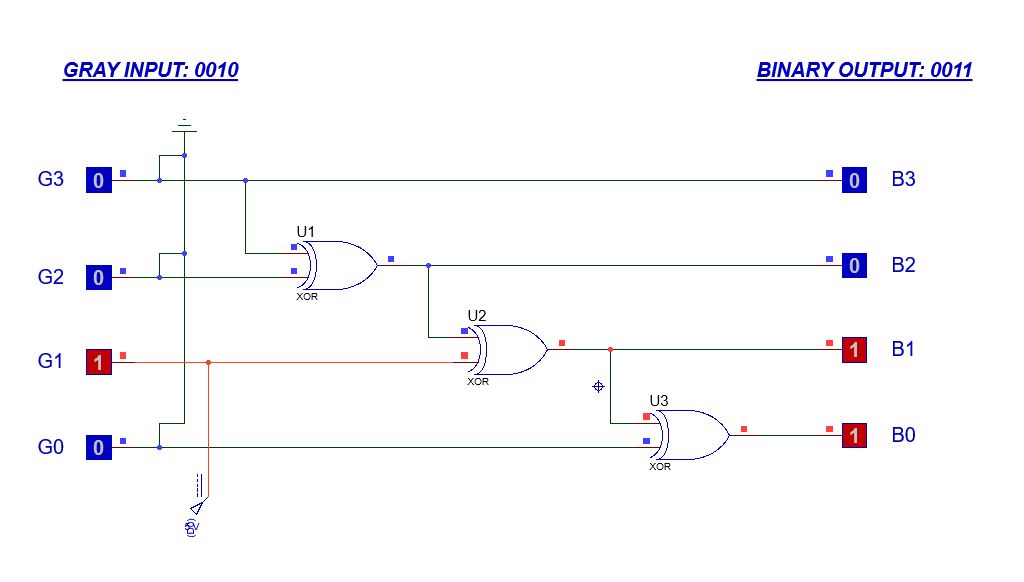 GRAY INPUT: 0010
BINARY OUTPUT: 0011
G3 0
0 B3
U1
XOR
G2 0
0 B2
U2
XOR
G1 1
1 B1
U3
XOR
G0 0
1 B0